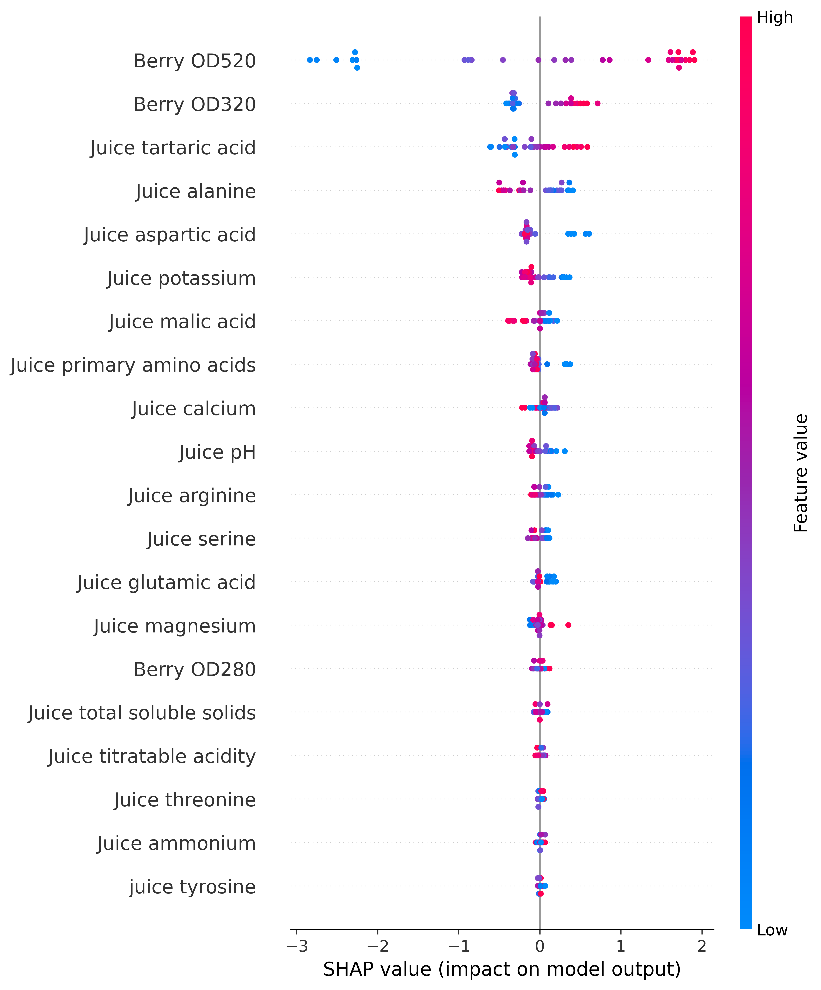 High
Berry OD520
Berry OD320
Juice tartaric acid
Juice alanine
Juice aspartic acid
Juice potassium
Juice malic acid
Juice primary amino acids
Juice calcium
Juice pH
Juice arginine
Juice serine
Juice glutamic acid
Juice magnesium
Berry OD280
Juice total soluble solids
Juice titratable acidity
Juice threonine
Juice ammonium
juice tyrosine
Feature value
Low
−3 −2 −1 0 1 2
SHAP value (impact on model output)